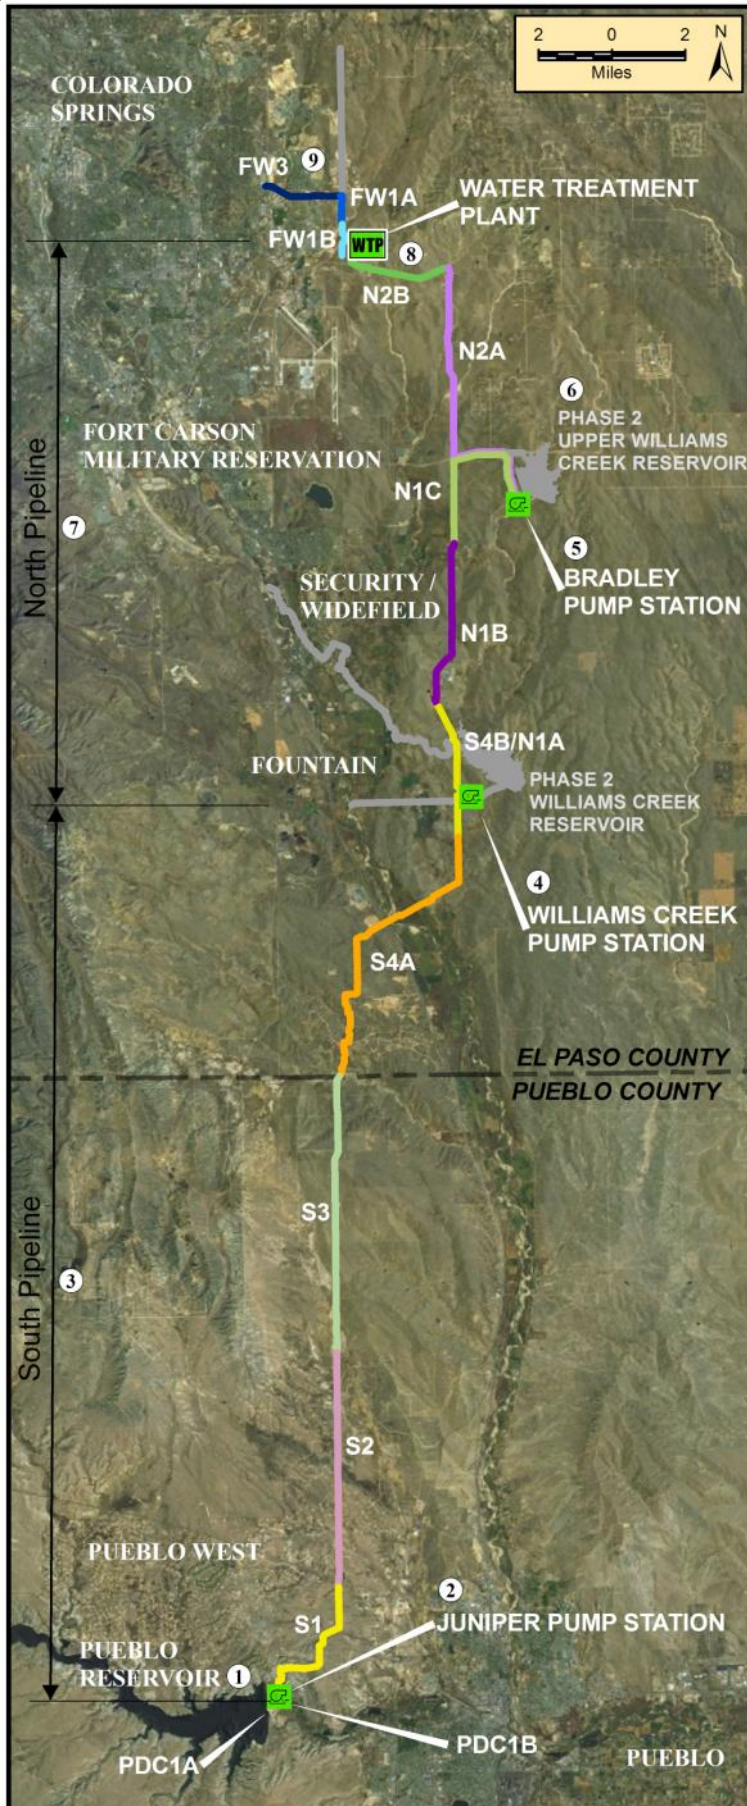 2 0 2
Miles
N
COLORADO
SPRINGS
9
FW3
FW1A
WATER TREATMENT
PLANT
FW1B
WTP
8
N2B
N2A
6
PHASE 2
UPPER WILLIAMS
CREEK RESERVOIR
FORT CARSON
MILITARY RESERVATION
N1C
7
North Pipeline
5
BRADLEY
PUMP STATION
SECURITY /
WIDEFIELD
N1B
S4B/N1A
FOUNTAIN
PHASE 2
WILLIAMS CREEK
RESERVOIR
4
WILLIAMS CREEK
PUMP STATION
S4A
EL PASO COUNTY
PUEBLO COUNTY
S3
3
South Pipeline
S2
PUEBLO WEST
2
JUNIPER PUMP STATION
S1
PUEBLO
RESERVOIR
1
PDC1B
PDC1A
PUEBLO